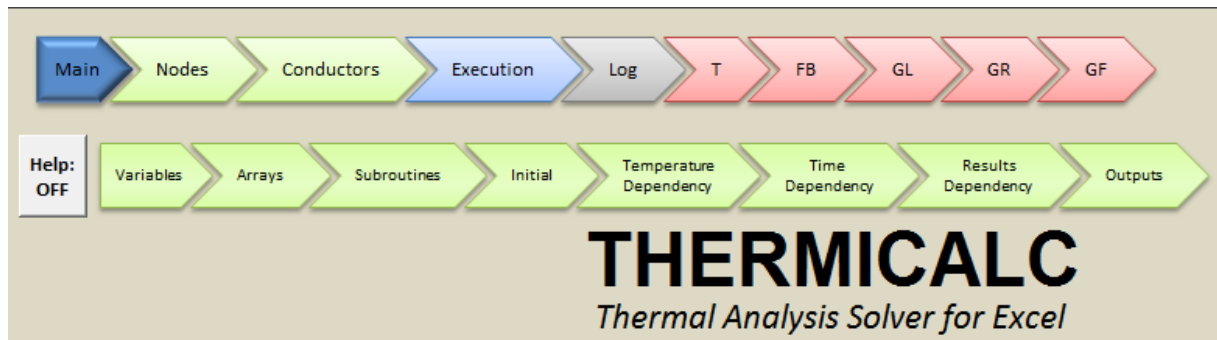 Main Nodes Conductors Execution Log T FB GL GR GF
Help:
OFF
Variables Arrays Subroutines Initial Temperature Dependency Time Dependency Results Dependency Outputs
THERMICALC
Thermal Analysis Solver for Excel